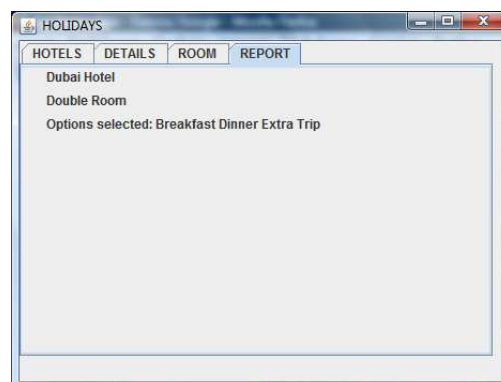 HOLIDAYS
HOTELS DETAILS ROOM REPORT
Dubai Hotel
Double Room
Options selected: Breakfast Dinner Extra Trip